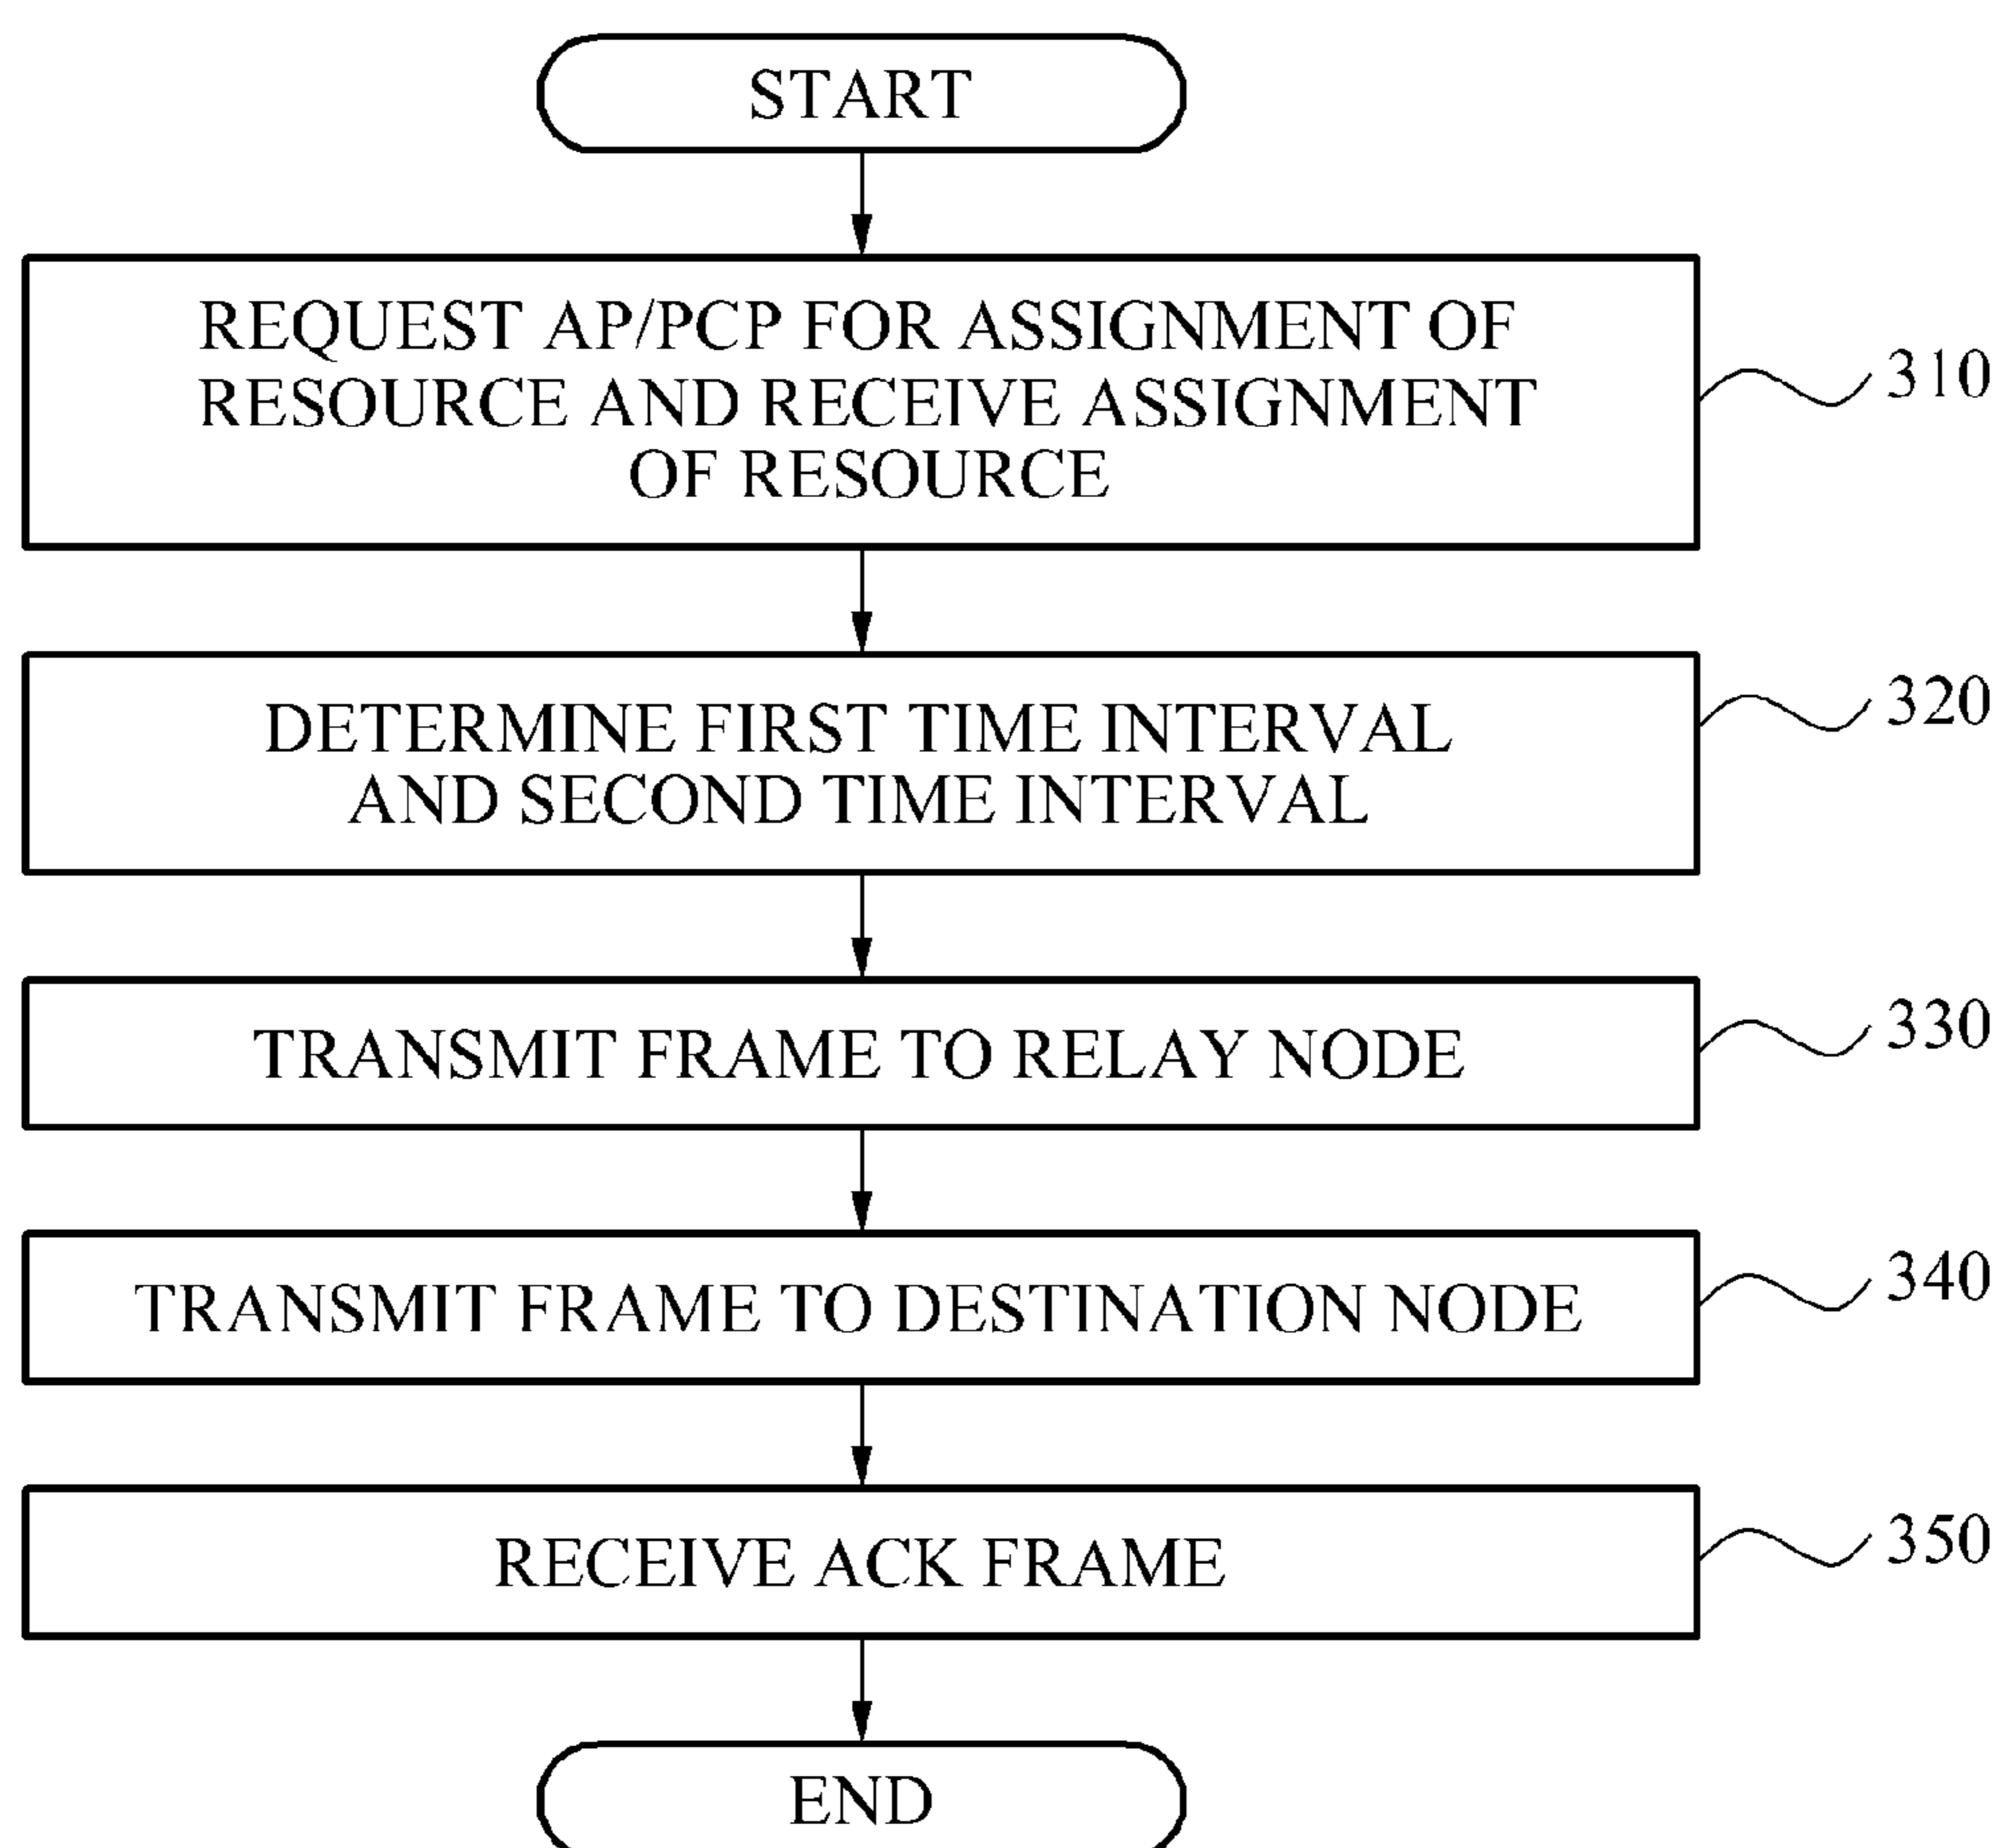 START
REQUEST AP/PCP FOR ASSIGNMENT OF
RESOURCE AND RECEIVE ASSIGNMENT
OF RESOURCE
310
DETERMINE FIRST TIME INTERVAL
AND SECOND TIME INTERVAL
320
TRANSMIT FRAME TO RELAY NODE
330
TRANSMIT FRAME TO DESTINATION NODE
340
RECEIVE ACK FRAME
350
END